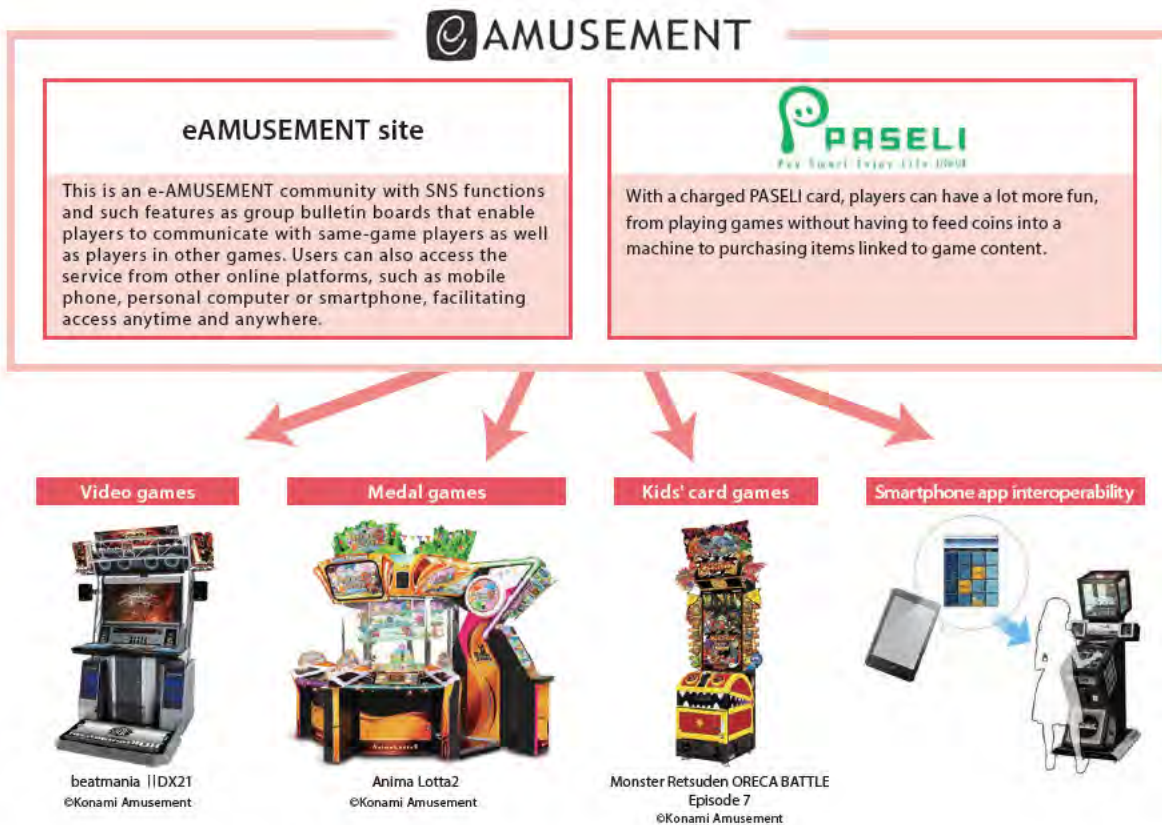 e AMUSEMENT
eAMUSEMENT site
This is an e-AMUSEMENT community with SNS functions
and such features as group bulletin boards that enable
players to communicate with same-game players as well
as players in other games. Users can also access the
service from other online platforms, such as mobile
phone, personal computer or smartphone, facilitating
access anytime and anywhere.
PASELI
With a charged PASELI card, players can have a lot more fun,
from playing games without having to feed coins into a
machine to purchasing items linked to game content.
Video games
Medal games
Kids' card games
Smartphone app interoperability
beatmania ||DX21
©Konami Amusement
Anima Lotta2
©Konami Amusement
Monster Retsuden ORECA BATTLE
Episode 7
©Konami Amusement